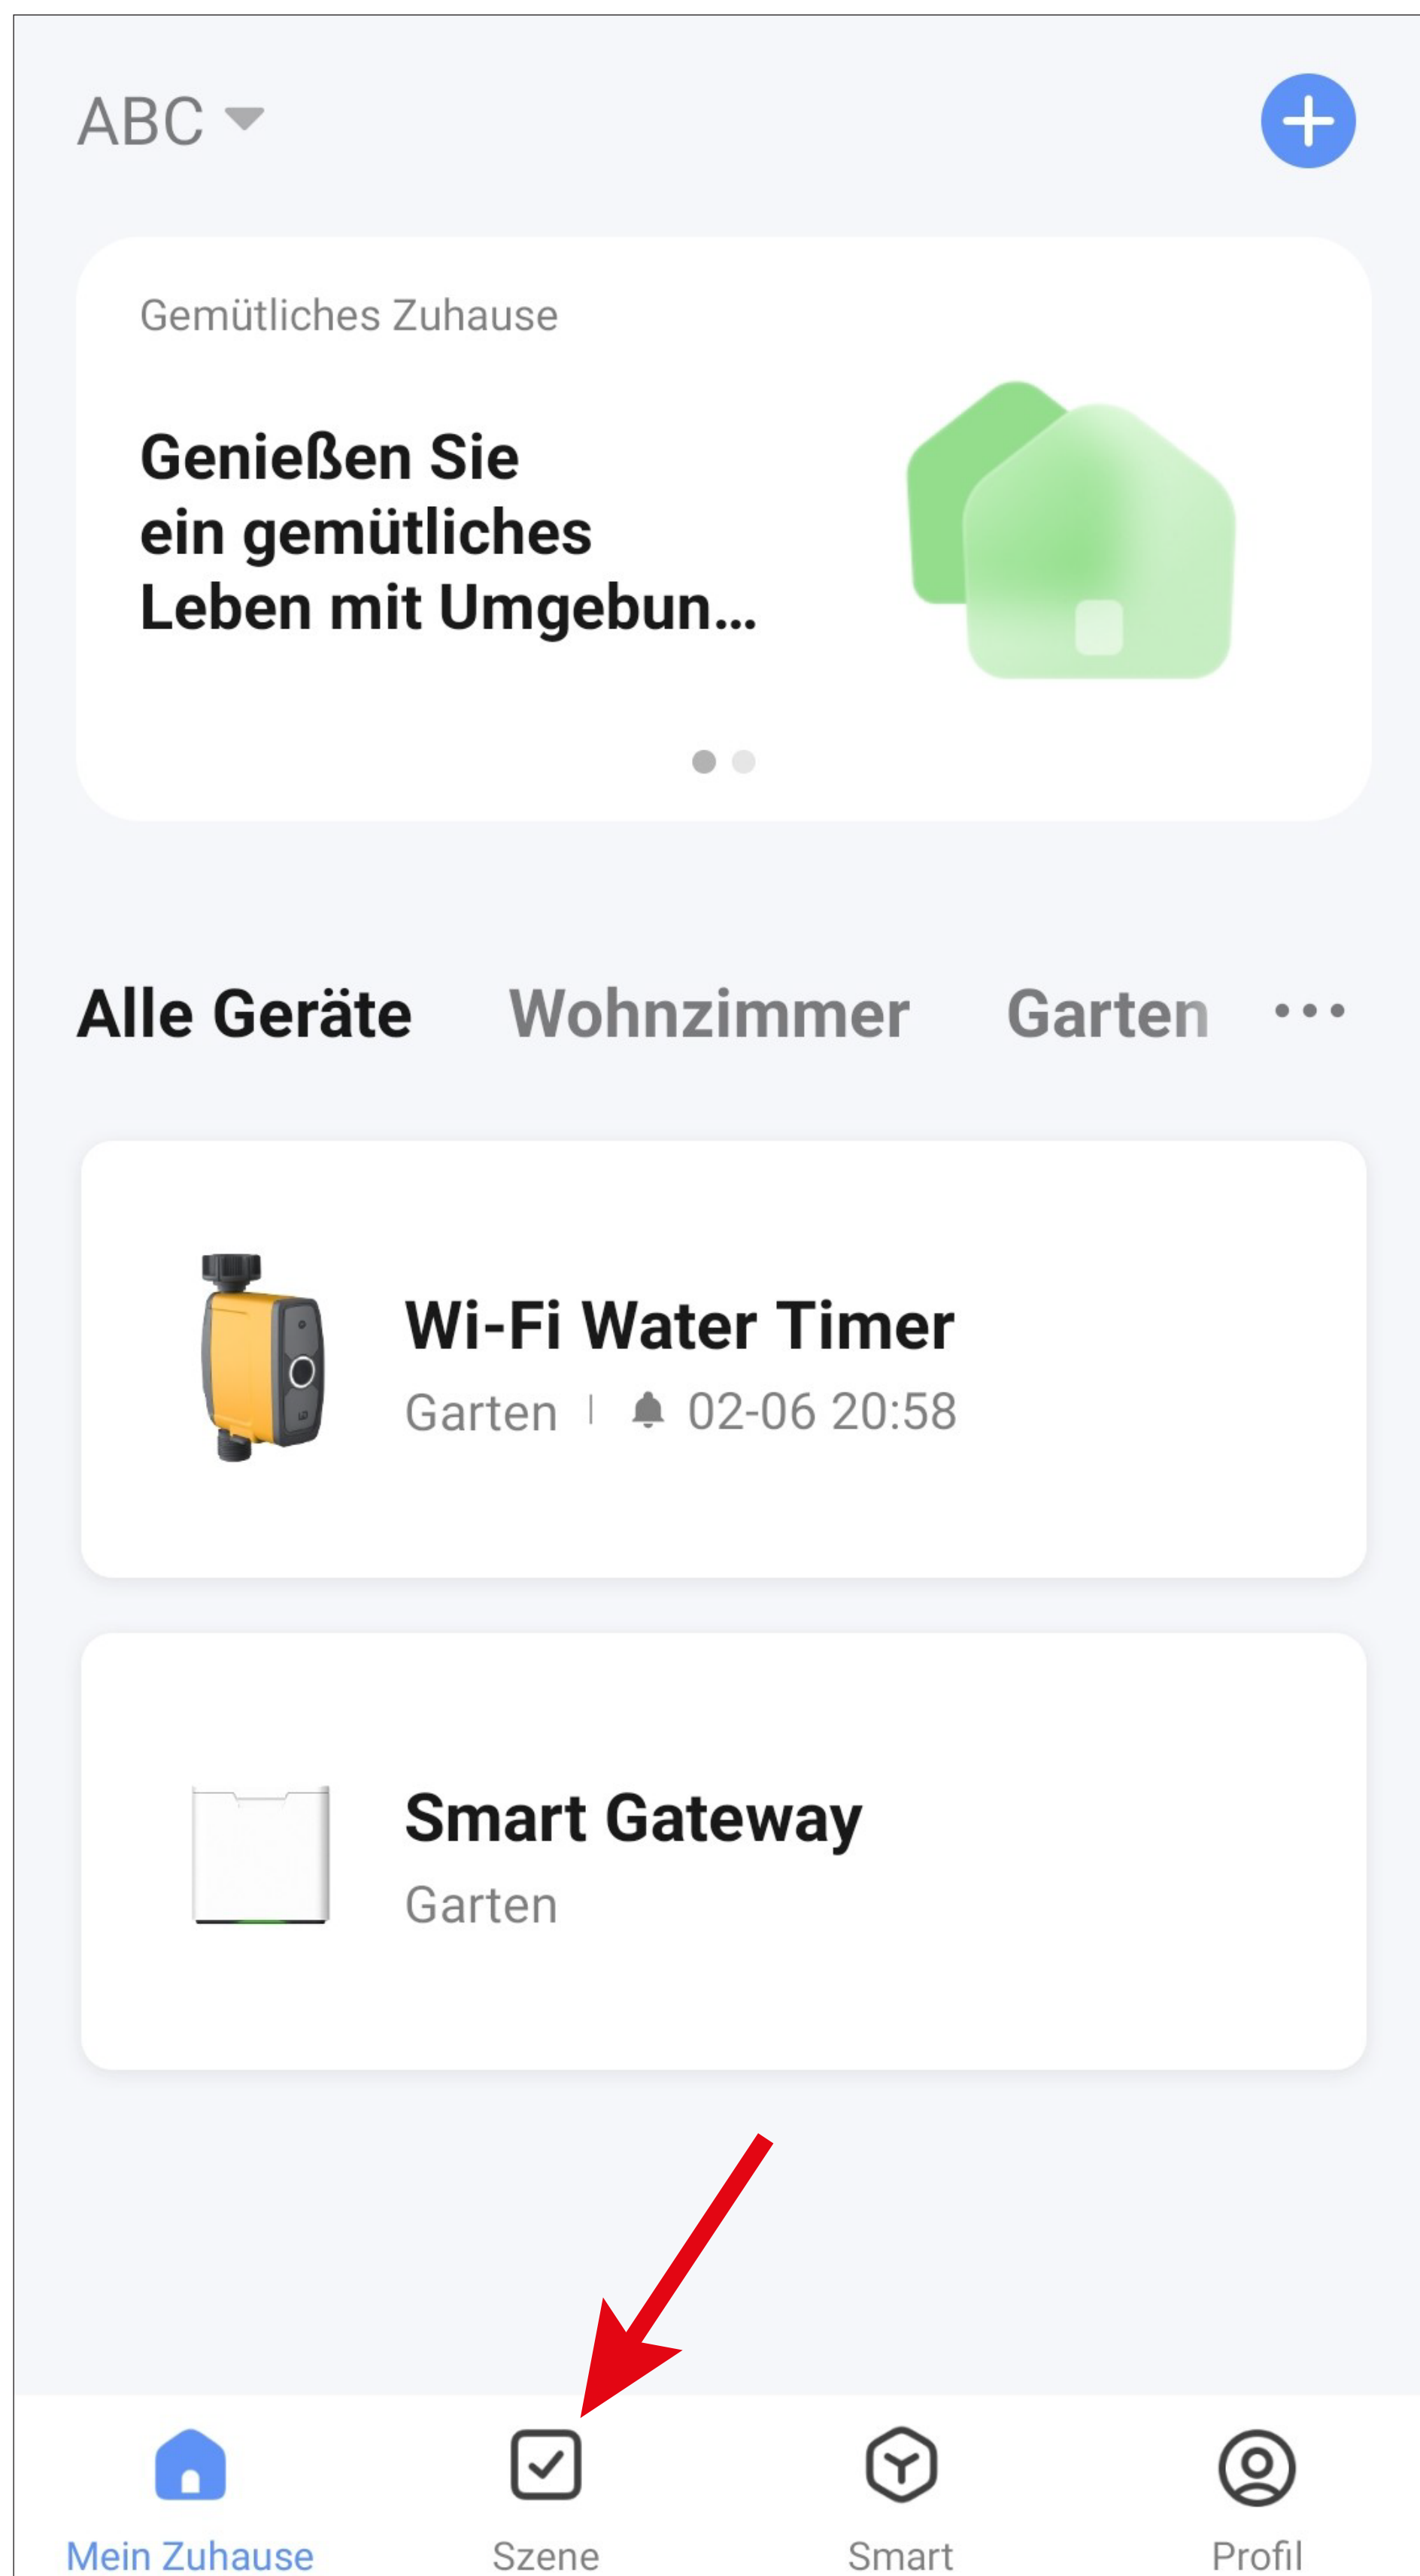 ABC
Gemütliches Zuhause
Genießen Sie
ein gemütliches
Leben mit Umgebun...
Alle Geräte Wohnzimmer Garten
Wi-Fi Water Timer
Garten | 02-06 20:58
Smart Gateway
Garten
Mein Zuhause Szene Smart Profil